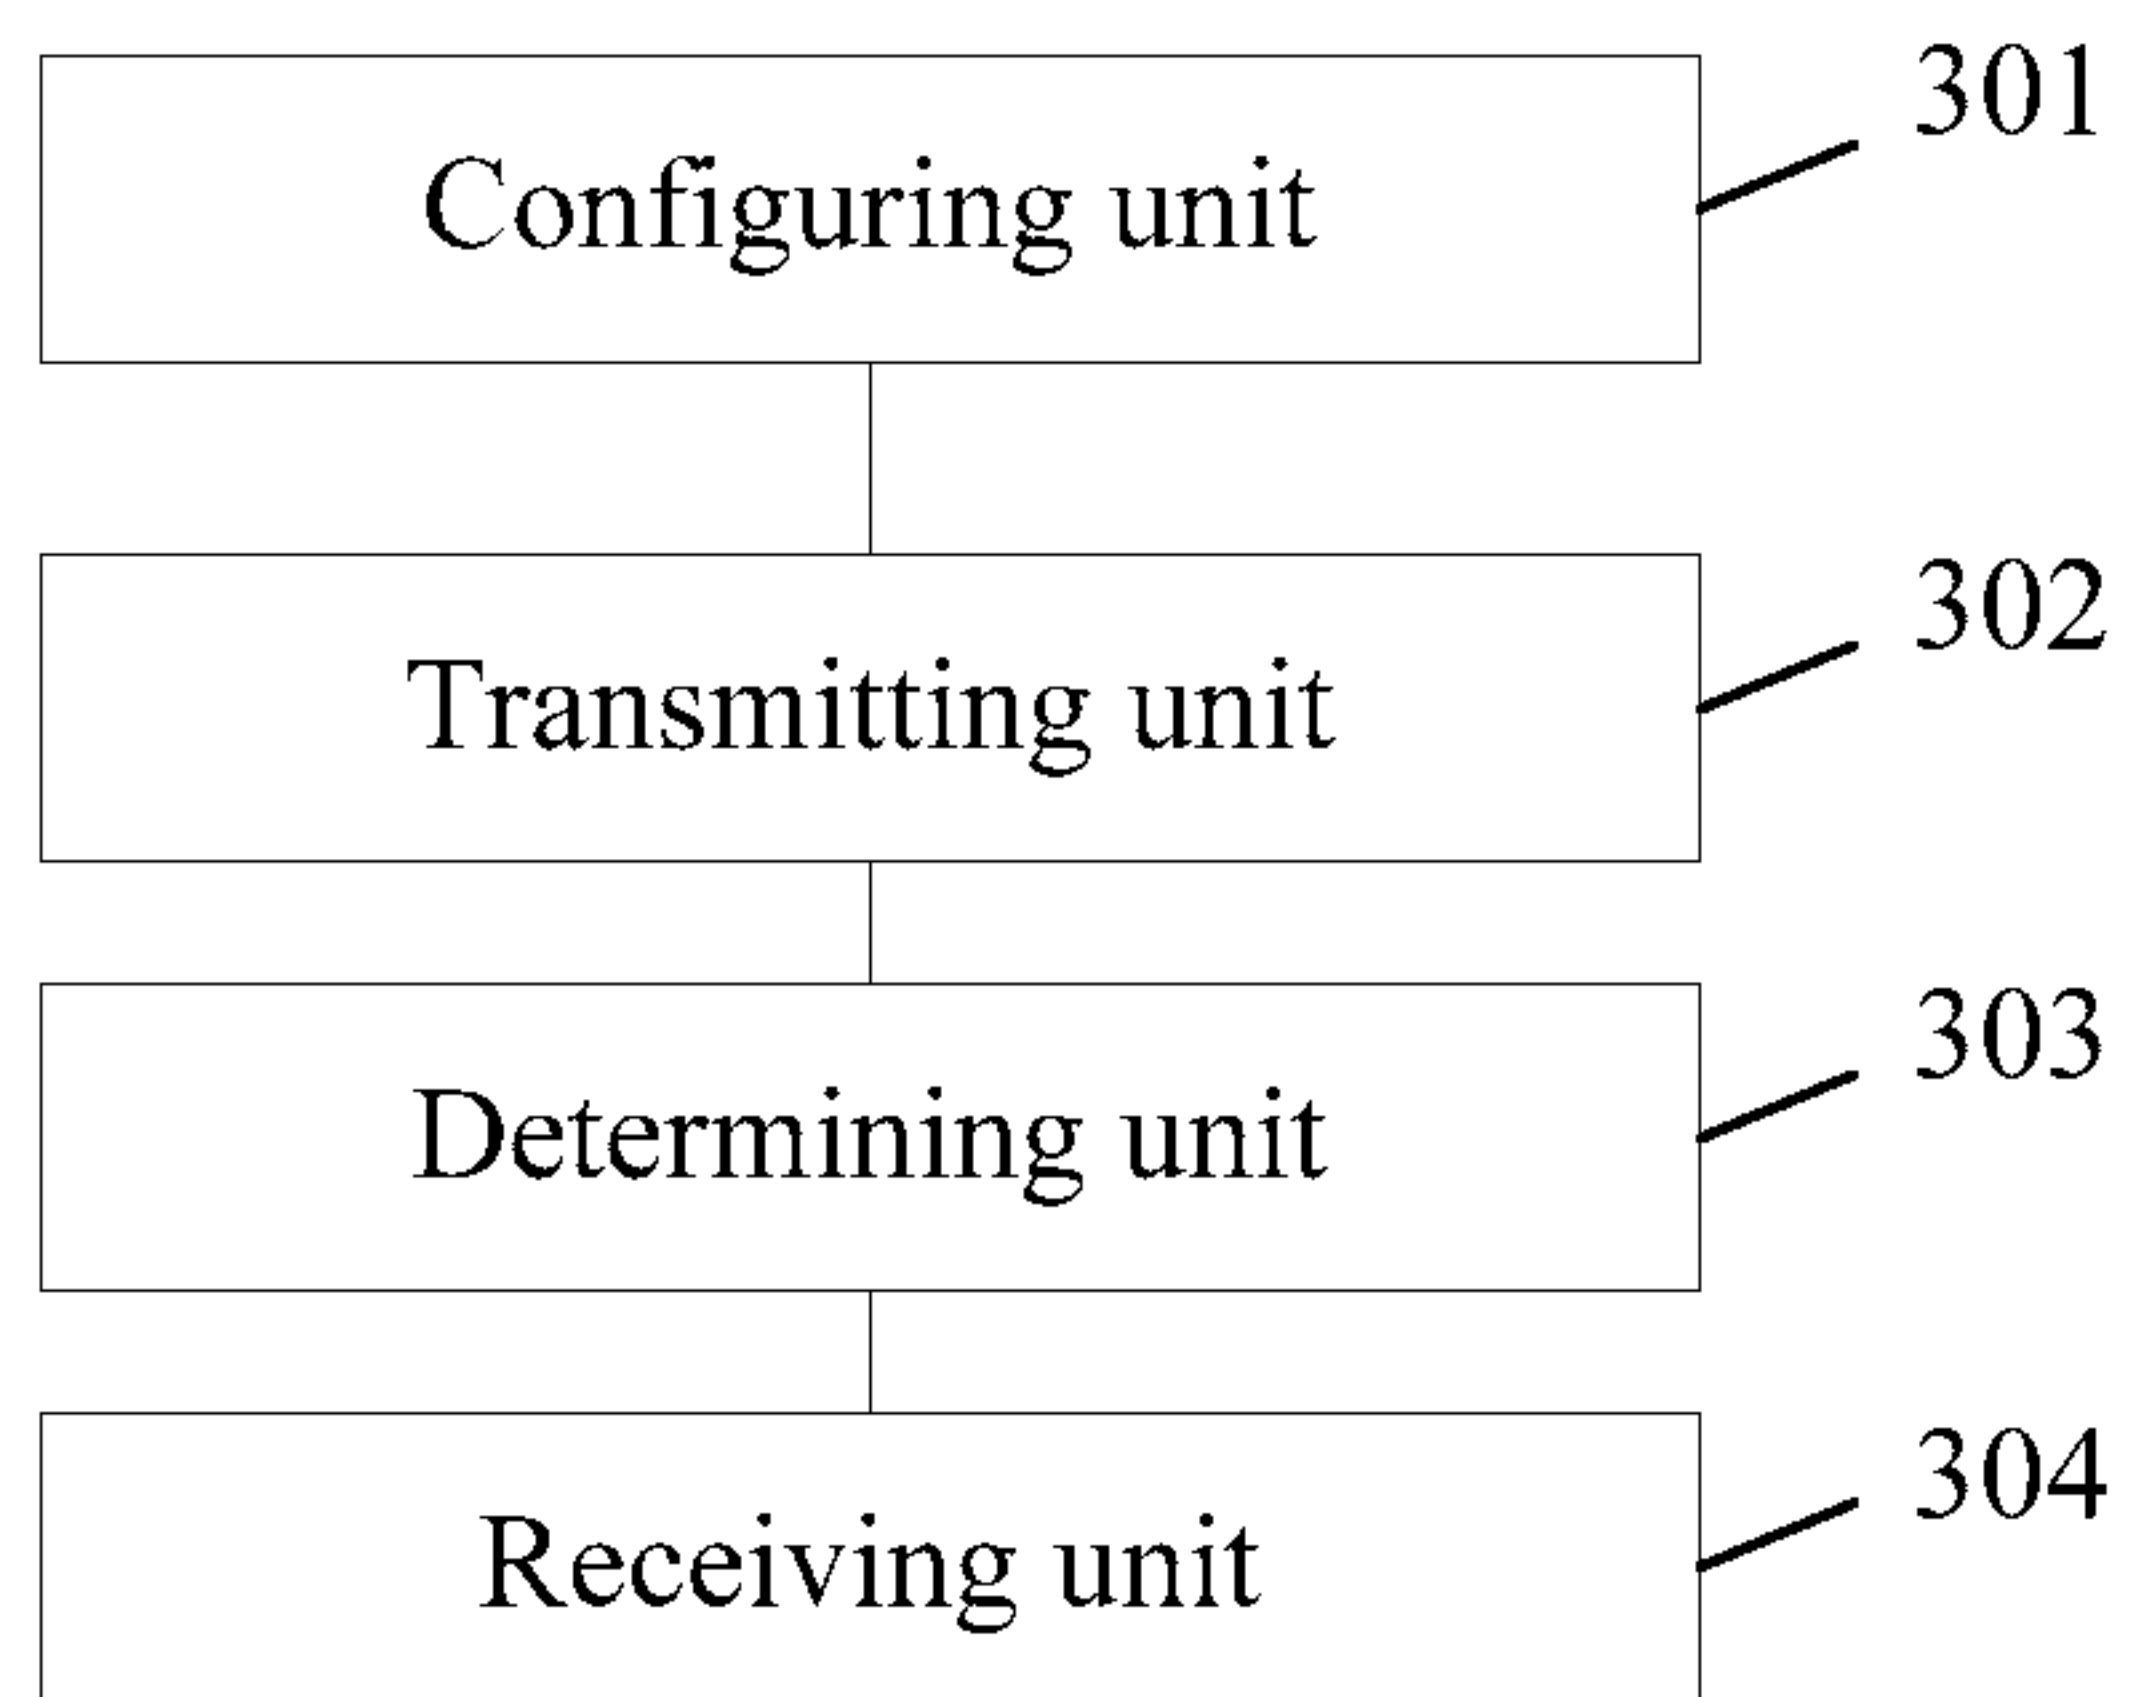 301
Configuring unit
302
Transmitting unit
303
Determining unit
304
Receiving unit